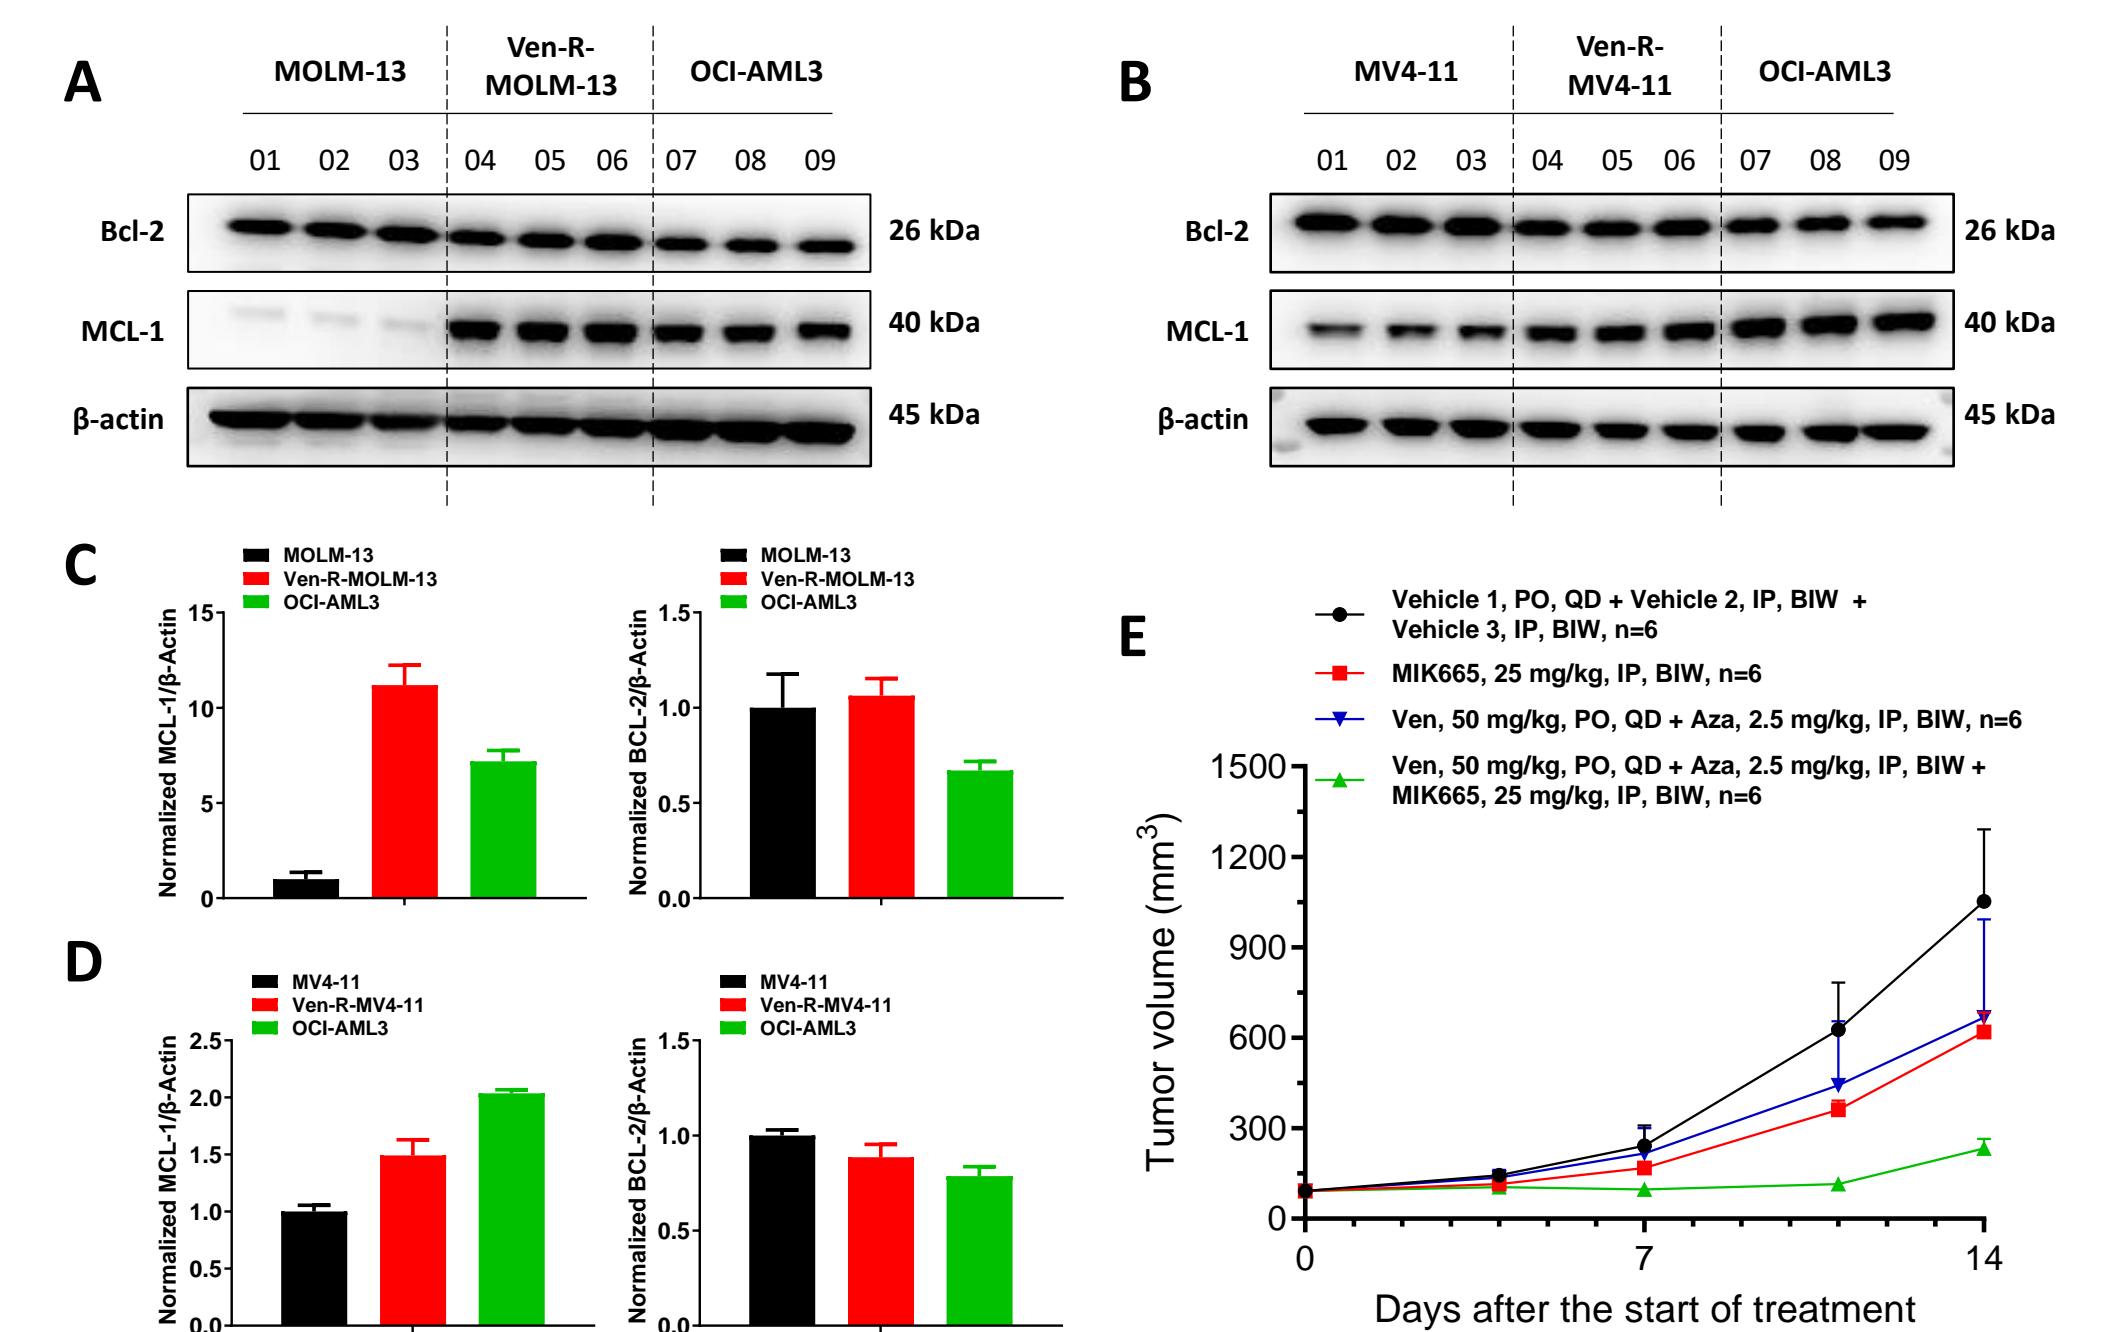 A
MOLM-13
Ven-R-
MOLM-13
OCI-AML3
01 02 03 04 05 06 07 08 09
Bcl-2
26 kDa
MCL-1
40 kDa
β-actin
45 kDa
B
MV4-11
Ven-R-
MV4-11
OCI-AML3
01 02 03 04 05 06 07 08 09
Bcl-2
26 kDa
MCL-1
40 kDa
β-actin
45 kDa
C
MOLM-13
Ven-R-MOLM-13
OCI-AML3
Normalized MCL-1/β-Actin
15
10
5
0
MOLM-13
Ven-R-MOLM-13
OCI-AML3
Normalized BCL-2/β-Actin
1.5
1.0
0.5
0.0
D
MV4-11
Ven-R-MV4-11
OCI-AML3
Normalized MCL-1/β-Actin
2.5
2.0
1.5
1.0
0.5
0.0
MV4-11
Ven-R-MV4-11
OCI-AML3
Normalized BCL-2/β-Actin
1.5
1.0
0.5
0.0
E
Vehicle 1, PO, QD + Vehicle 2, IP, BIW +
Vehicle 3, IP, BIW, n=6
MIK665, 25 mg/kg, IP, BIW, n=6
Ven, 50 mg/kg, PO, QD + Aza, 2.5 mg/kg, IP, BIW, n=6
Ven, 50 mg/kg, PO, QD + Aza, 2.5 mg/kg, IP, BIW +
MIK665, 25 mg/kg, IP, BIW, n=6
Tumor volume (mm³)
1500
1200
900
600
300
0
0 7 14
Days after the start of treatment